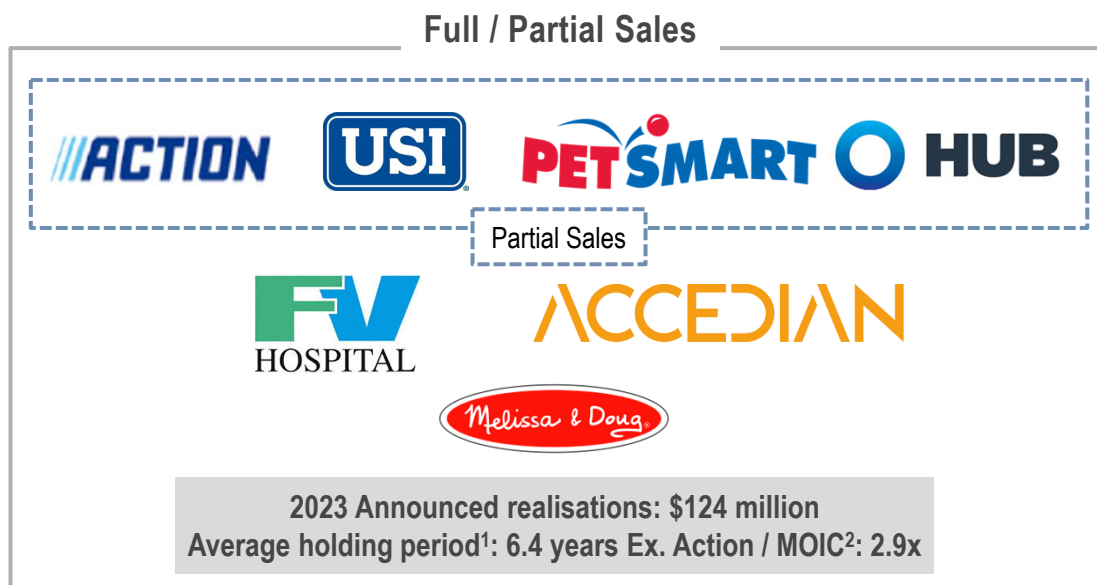 Full / Partial Sales
ACTION USI® PETSMART HUB
Partial Sales
FV ACCEDIAN
HOSPITAL
Melissa & Doug®
2023 Announced realisations: $124 million
Average holding period¹: 6.4 years Ex. Action / MOIC²: 2.9x